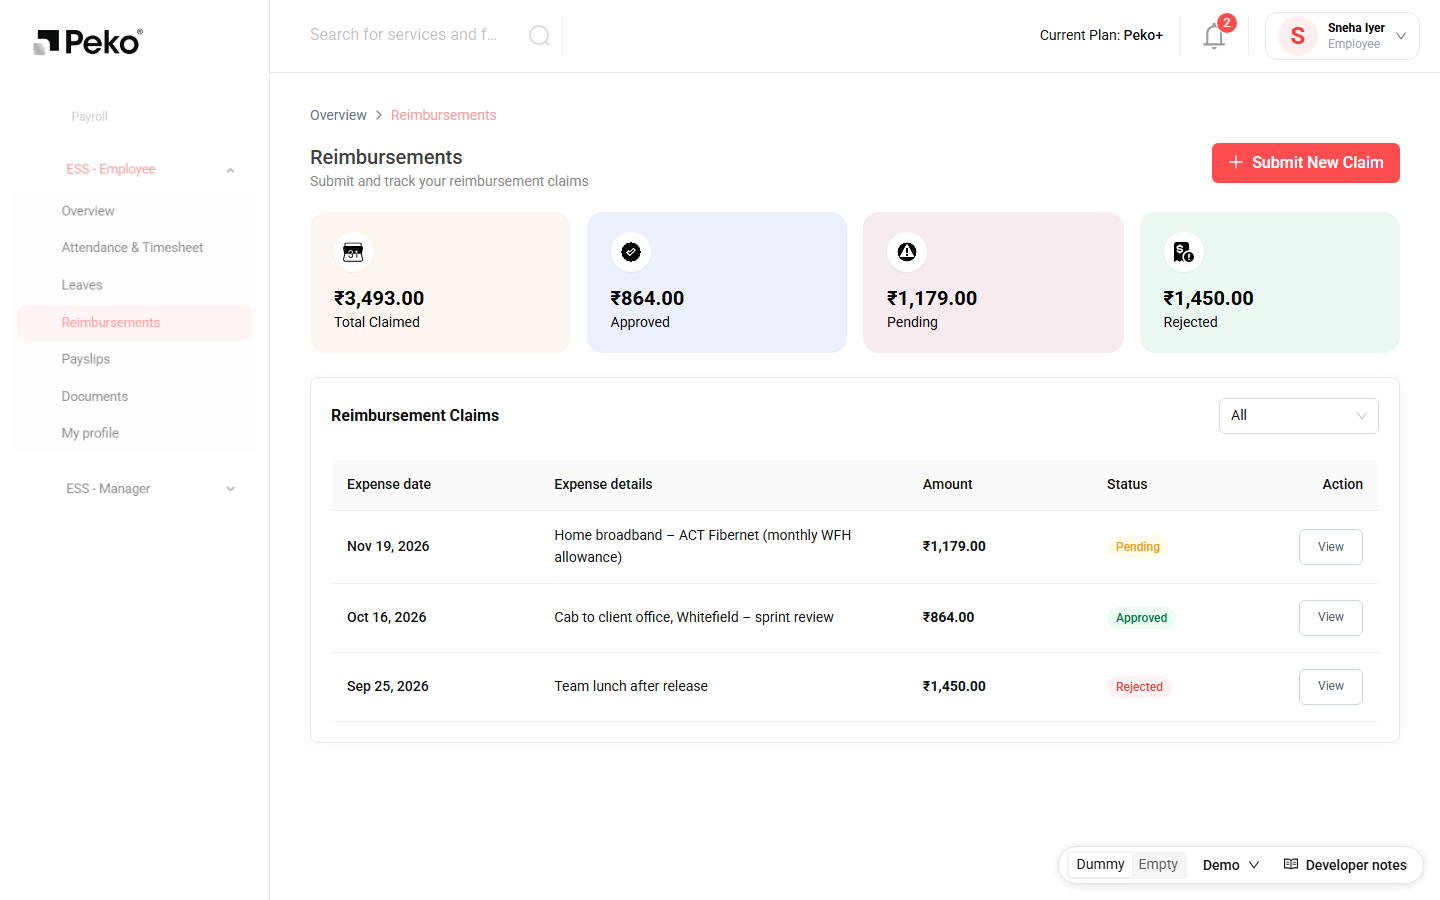 Peko®
Search for services and f...
Current Plan: Peko+
2
S
Sneha Iyer
Employee
Payroll
ESS - Employee
Overview
Attendance & Timesheet
Leaves
Reimbursements
Payslips
Documents
My profile
ESS - Manager
Overview > Reimbursements
Reimbursements
Submit and track your reimbursement claims
+ Submit New Claim
31
₹3,493.00
Total Claimed
₹864.00
Approved
₹1,179.00
Pending
$
₹1,450.00
Rejected
Reimbursement Claims
All
Expense date Expense details Amount Status Action
Nov 19, 2026 Home broadband – ACT Fibernet (monthly WFH allowance) ₹1,179.00 Pending View
Oct 16, 2026 Cab to client office, Whitefield – sprint review ₹864.00 Approved View
Sep 25, 2026 Team lunch after release ₹1,450.00 Rejected View
Dummy Empty Demo Developer notes